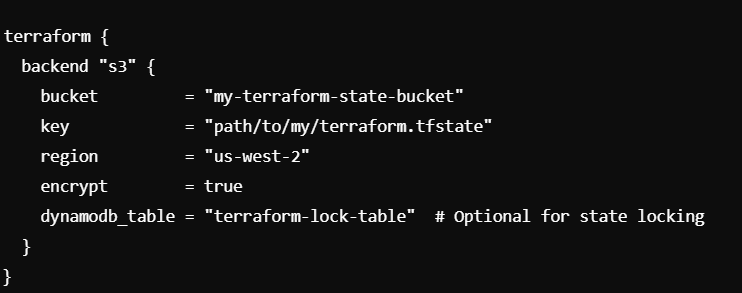 terraform {
  backend "s3" {
    bucket         = "my-terraform-state-bucket"
    key            = "path/to/my/terraform.tfstate"
    region         = "us-west-2"
    encrypt        = true
    dynamodb_table = "terraform-lock-table"  # Optional for state locking
  }
}